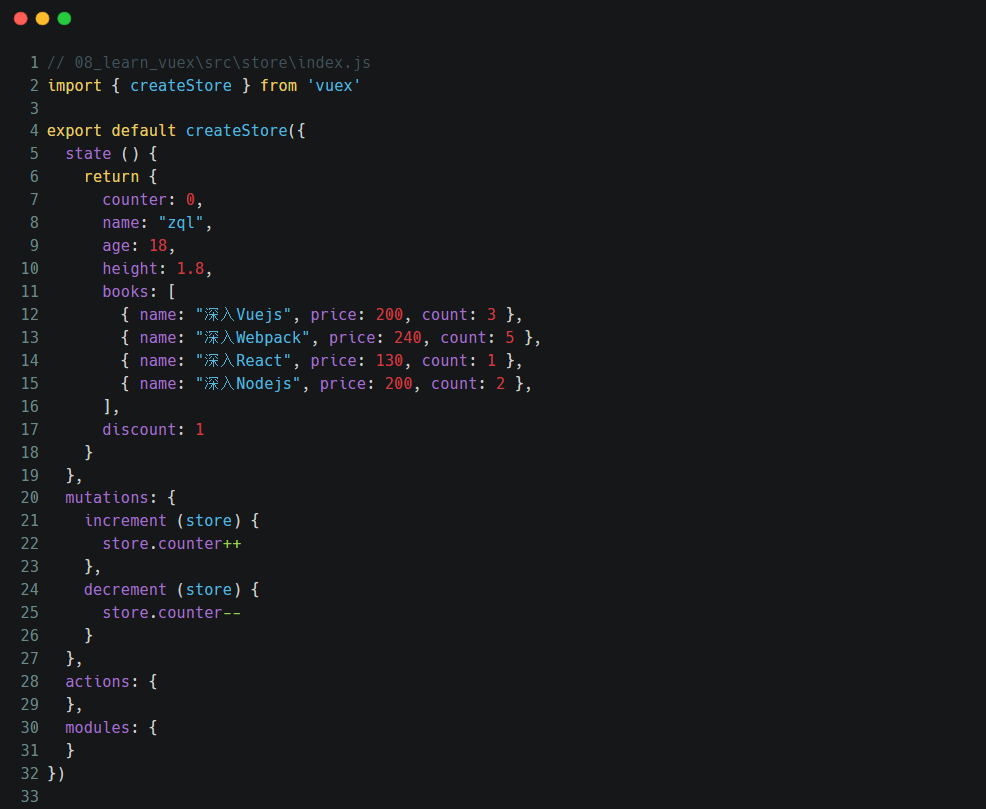 1 // 08_learn_vuex\src\store\index.js
2 import { createStore } from 'vuex'
3
4 export default createStore({
5   state () {
6     return {
7       counter: 0,
8       name: "zql",
9       age: 18,
10       height: 1.8,
11       books: [
12         { name: "深入Vuejs", price: 200, count: 3 },
13         { name: "深入Webpack", price: 240, count: 5 },
14         { name: "深入React", price: 130, count: 1 },
15         { name: "深入Nodejs", price: 200, count: 2 },
16       ],
17       discount: 1
18     }
19   },
20   mutations: {
21     increment (store) {
22       store.counter++
23     },
24     decrement (store) {
25       store.counter--
26     }
27   },
28   actions: {
29   },
30   modules: {
31   }
32 })
33